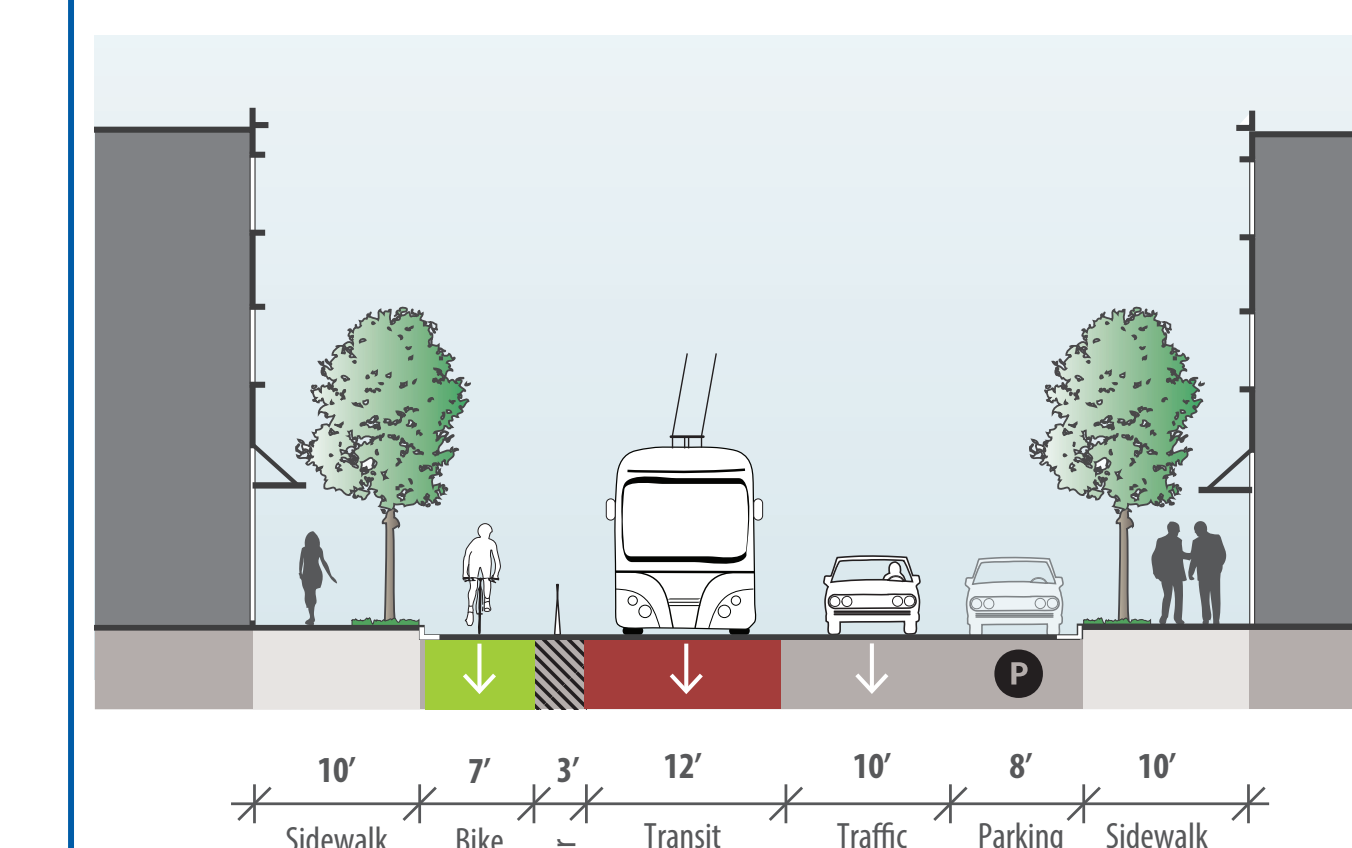 P
10’ 7’ 3’ 12’ 10’ 8’ 10’
Sidewalk Bike Transit Traffic Parking Sidewalk